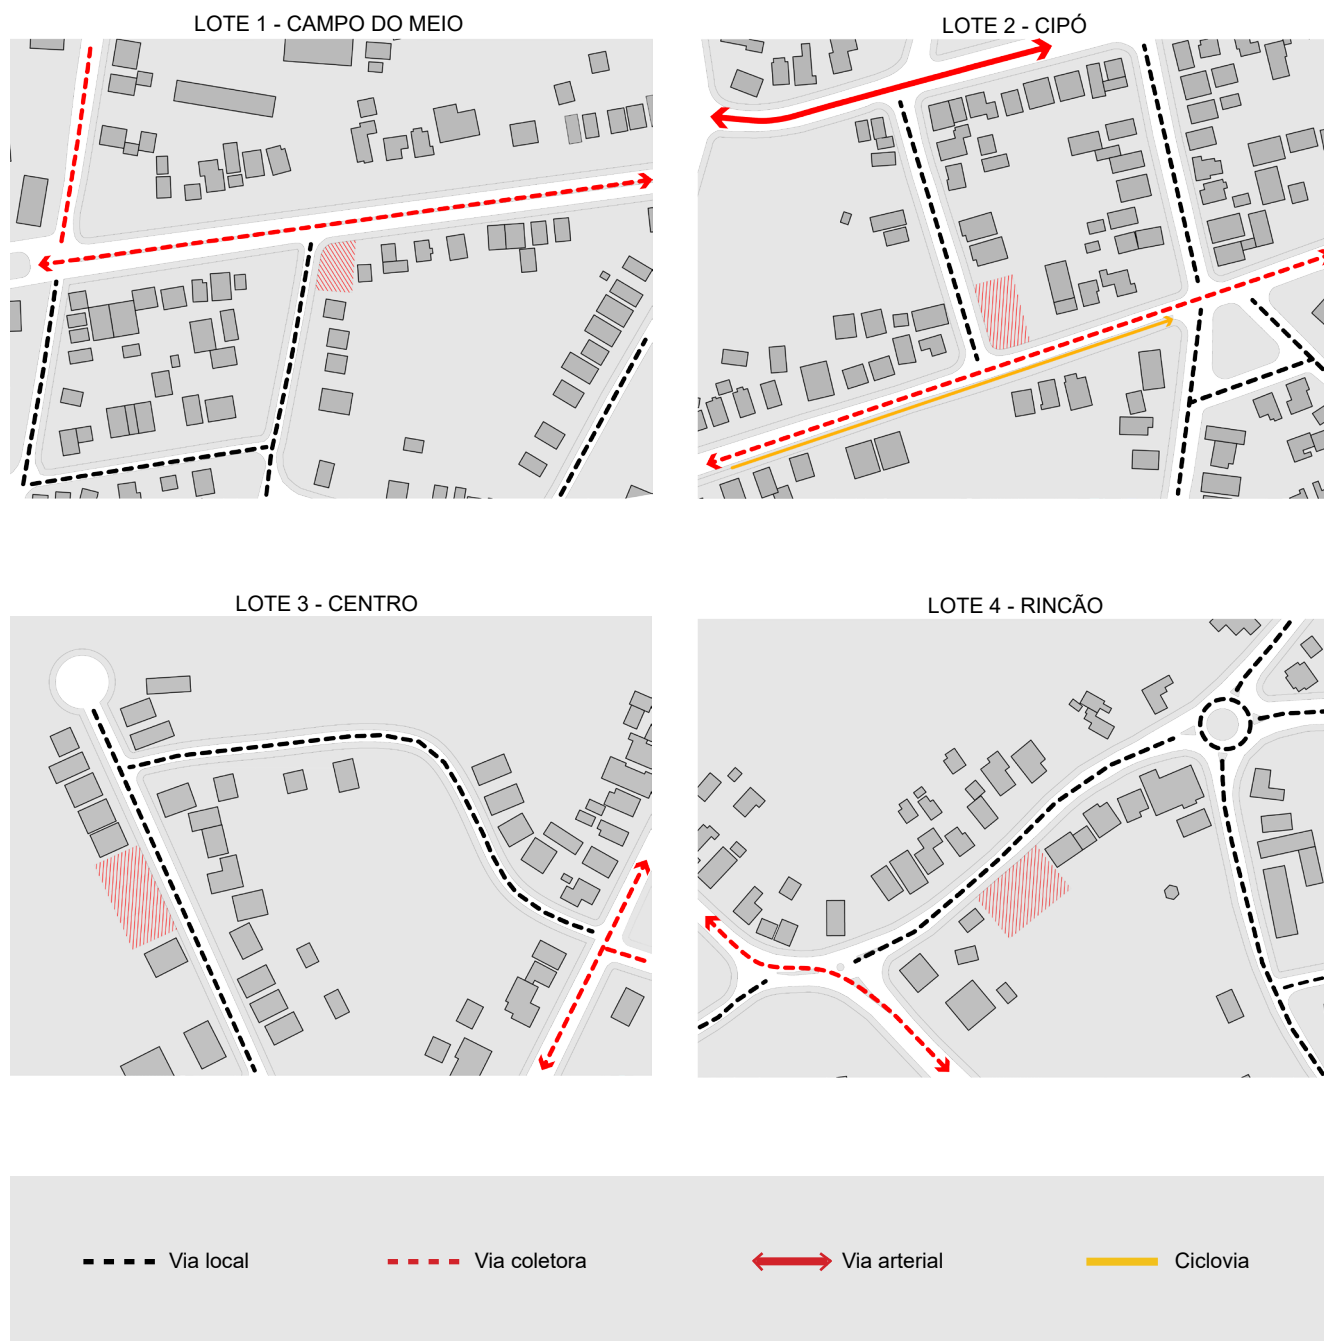 LOTE 1 - CAMPO DO MEIO
LOTE 2 - CIPÓ
LOTE 3 - CENTRO
LOTE 4 - RINCÃO
Via local
Via coletora
Via arterial
Ciclovia